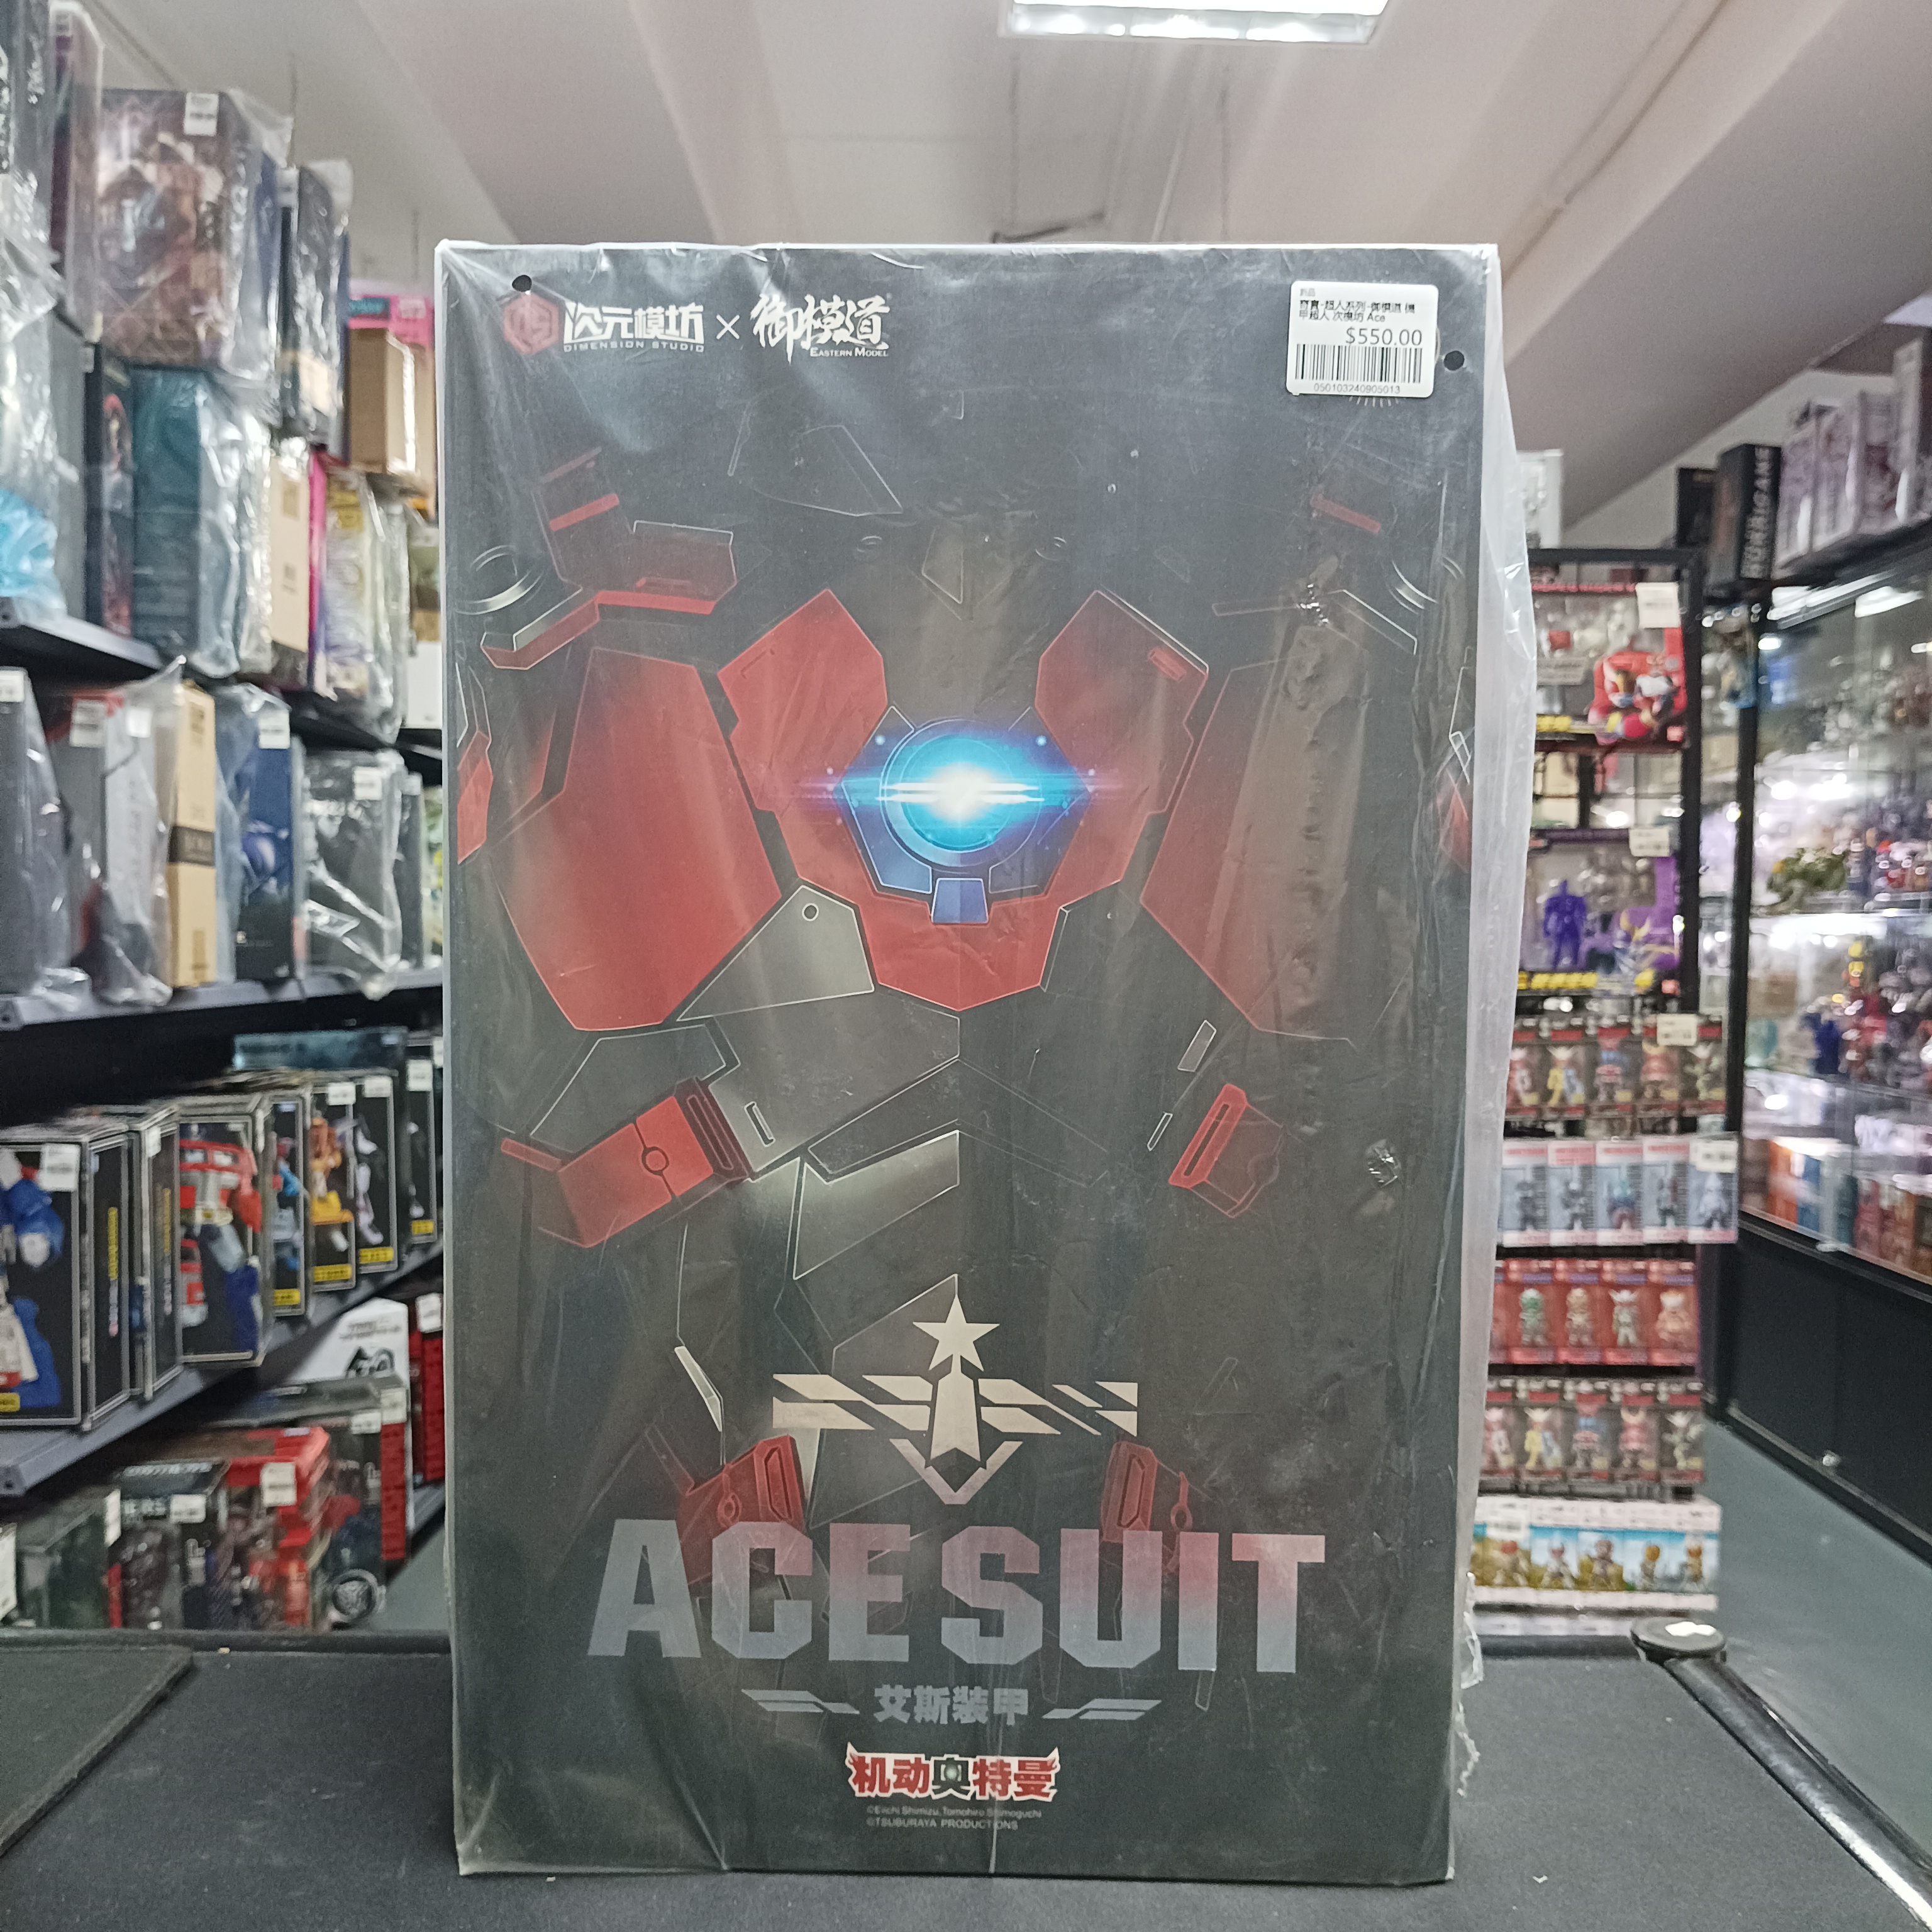 次元模坊
DIMENSION STUDIO
×
御模道
EASTERN MODEL
$550.00
050103240905013
ACE SUIT
艾斯装甲
机动奥特曼
©Eiichi Shimizu, Tomohiro Shimoguchi
©TSUBURAYA PRODUCTIONS